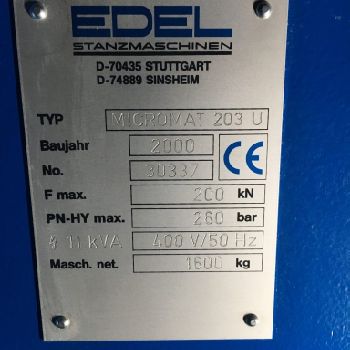 EDEL
STANZMASCHINEN
D-70435 STUTTGART
D-74889 SINSHEIM
TYP MICROMAT 203 U
Baujahr 2000
No. 30337
F max. 200 kN
PN-HY max. 260 bar
4 11 kVA 400 V/50 Hz
Masch. net. 1600 kg
CE